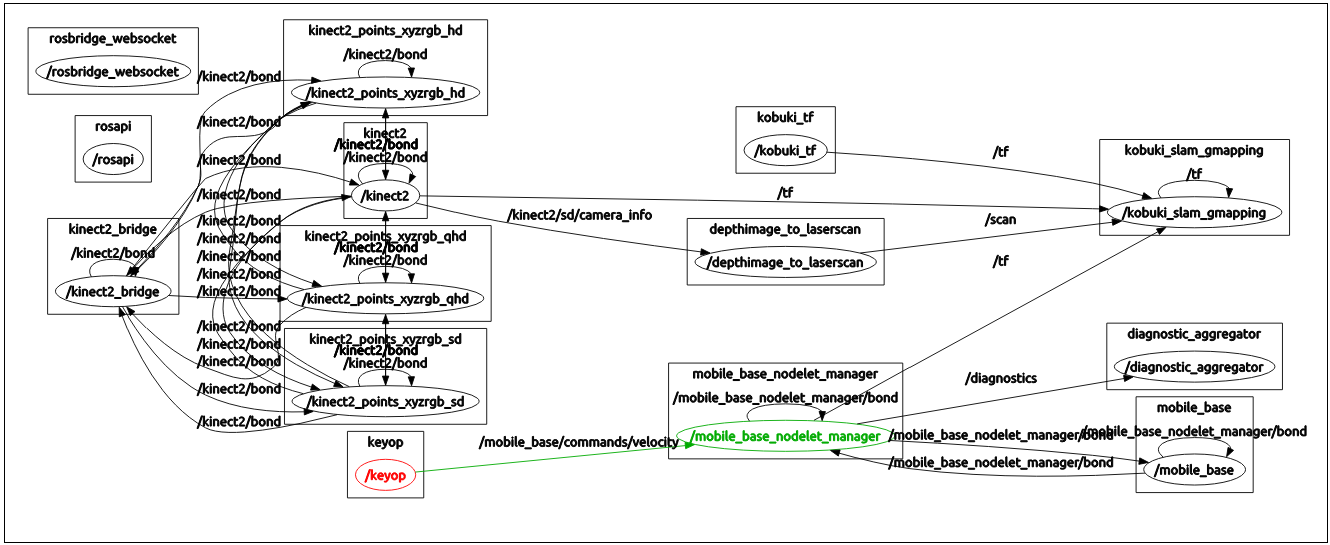 rosbridge_websocket
/rosbridge_websocket
rosapi
/rosapi
kinect2_bridge
/kinect2/bond
/kinect2_bridge
/kinect2/bond
/kinect2/bond
/kinect2/bond
/kinect2/bond
/kinect2/bond
/kinect2/bond
/kinect2/bond
/kinect2/bond
/kinect2/bond
/kinect2/bond
/kinect2/bond
/kinect2/bond
/kinect2/bond
kinect2_points_xyzrgb_hd
/kinect2/bond
/kinect2_points_xyzrgb_hd
kinect2
/kinect2/bond
/kinect2/bond
/kinect2
kinect2_points_xyzrgb_qhd
/kinect2/bond
/kinect2/bond
/kinect2_points_xyzrgb_qhd
kinect2_points_xyzrgb_sd
/kinect2/bond
/kinect2/bond
/kinect2_points_xyzrgb_sd
keyop
/keyop
/mobile_base/commands/velocity
/kinect2/sd/camera_info
kobuki_tf
/kobuki_tf
/tf
/tf
depthimage_to_laserscan
/depthimage_to_laserscan
/scan
/tf
kobuki_slam_gmapping
/tf
/kobuki_slam_gmapping
mobile_base_nodelet_manager
/mobile_base_nodelet_manager/bond
/mobile_base_nodelet_manager
/diagnostics
diagnostic_aggregator
/diagnostic_aggregator
/mobile_base_nodelet_manager/bond
/mobile_base_nodelet_manager/bond
mobile_base
/mobile_base_nodelet_manager/bond
/mobile_base